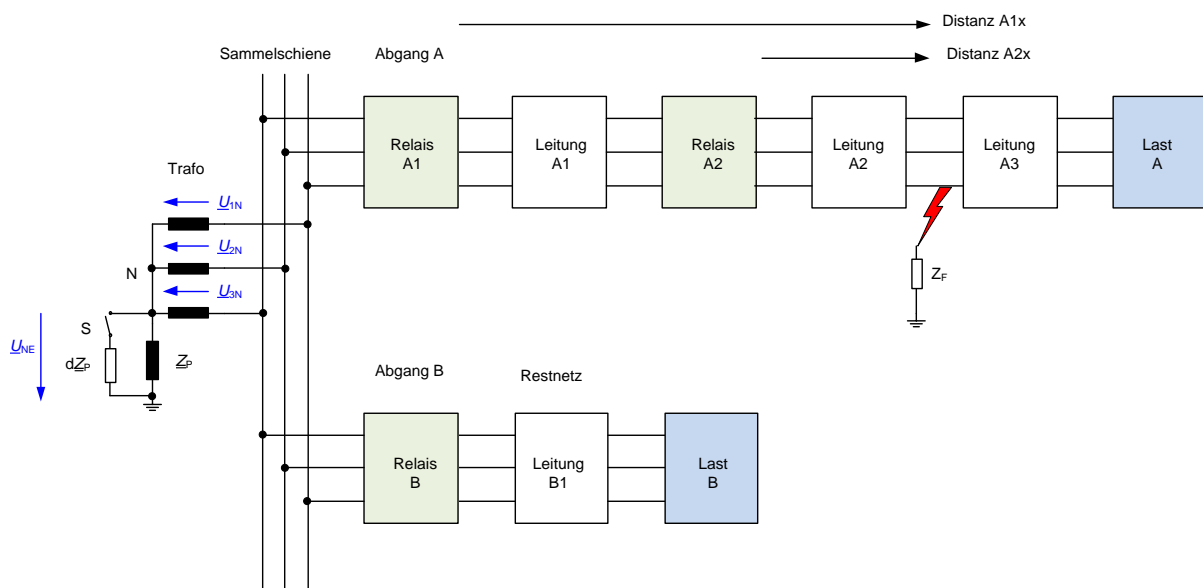 Distanz A1x
Sammelschiene
Abgang A
Distanz A2x
Relais
A1
Leitung
A1
Relais
A2
Leitung
A2
Leitung
A3
Last
A
Trafo
U1N
U2N
N
U3N
ZF
S
UNE
dZP
ZP
Abgang B
Restnetz
Relais
B
Leitung
B1
Last
B